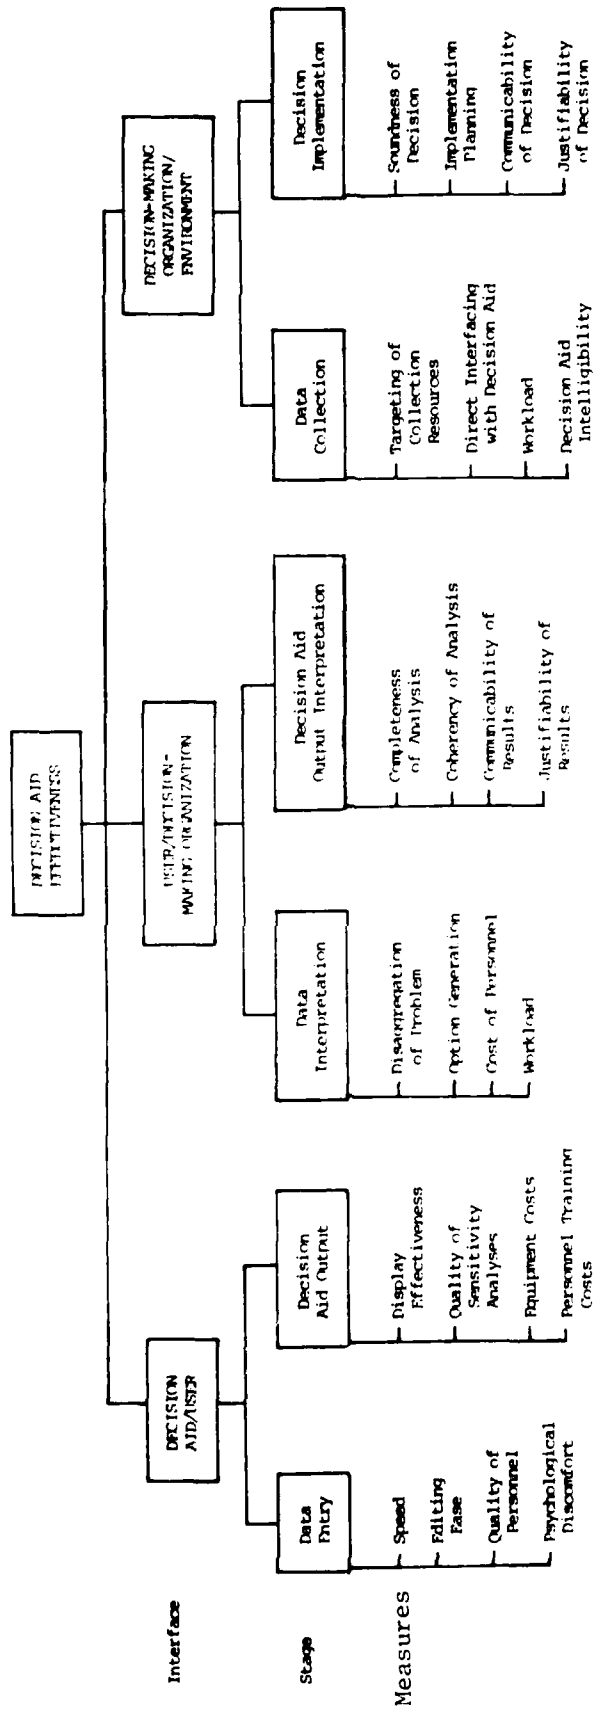 DECISION AID
EFFECTIVENESS
Interface
DECISION
AID/USER
USER/DECISION-
MAKING ORGANIZATION
DECISION-MAKING
ORGANIZATION/
ENVIRONMENT
Stage
Data
Entry
Decision
Aid Output
Data
Interpretation
Decision Aid
Output Interpretation
Data
Collection
Decision
Implementation
Measures
Speed
Editing
Ease
Quality of
Personnel
Psychological
Discomfort
Display
Effectiveness
Quality of
Sensitivity
Analyses
Equipment Costs
Personnel Training
Costs
Disaggregation
of Problem
Option Generation
Cost of Personnel
Workload
Completeness
of Analysis
Coherency of Analysis
Communicability of
Results
Justifiability of
Results
Targeting of
Collection
Resources
Direct Interfacing
with Decision Aid
Workload
Decision Aid
Intelligibility
Soundness of
Decision
Implementation
Planning
Communicability
of Decision
Justifiability
of Decision